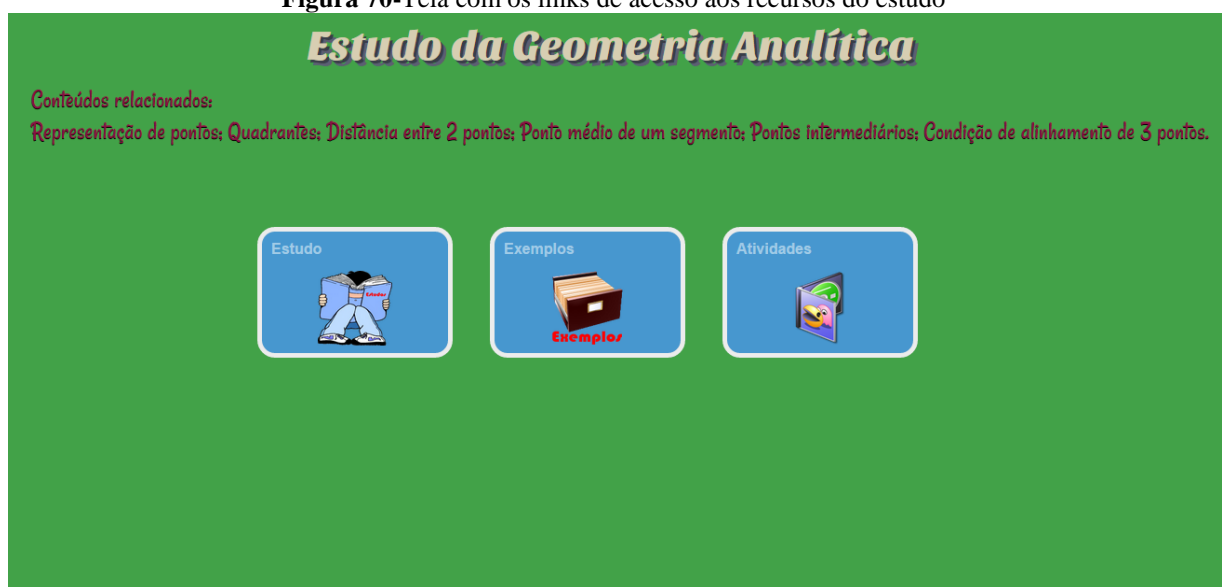 Figura 70-Tela com os links de acesso aos recursos do estudo
Estudo da Geometria Analítica
Conteúdos relacionados:
Representação de pontos; Quadrantes; Distância entre 2 pontos; Ponto médio de um segmento; Pontos intermediários; Condição de alinhamento de 3 pontos.
Estudo
Exemplos
Atividades
Estudos
Exemplos